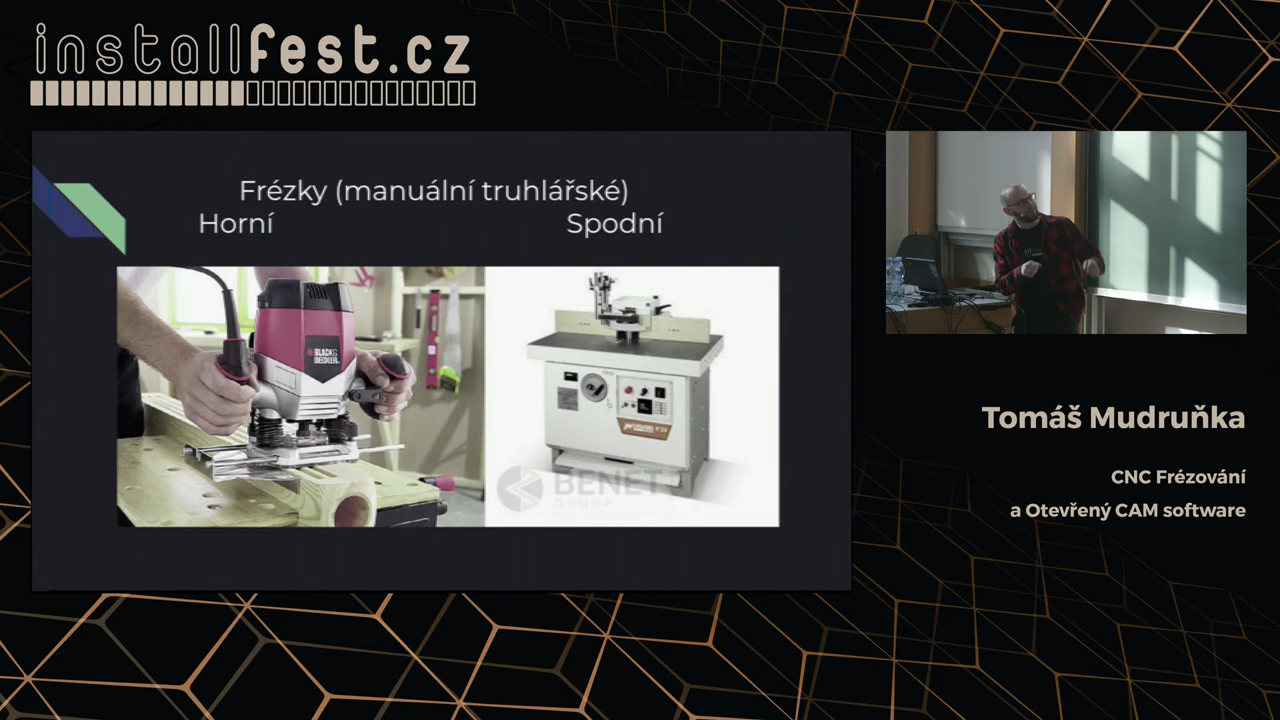 installfest.cz
Frézky (manuální truhlářské)
Horní
Spodní
BLACK&
DECKER
BENET
GROUP
Tomáš Mudruňka
CNC Frézování
a Otevřený CAM software